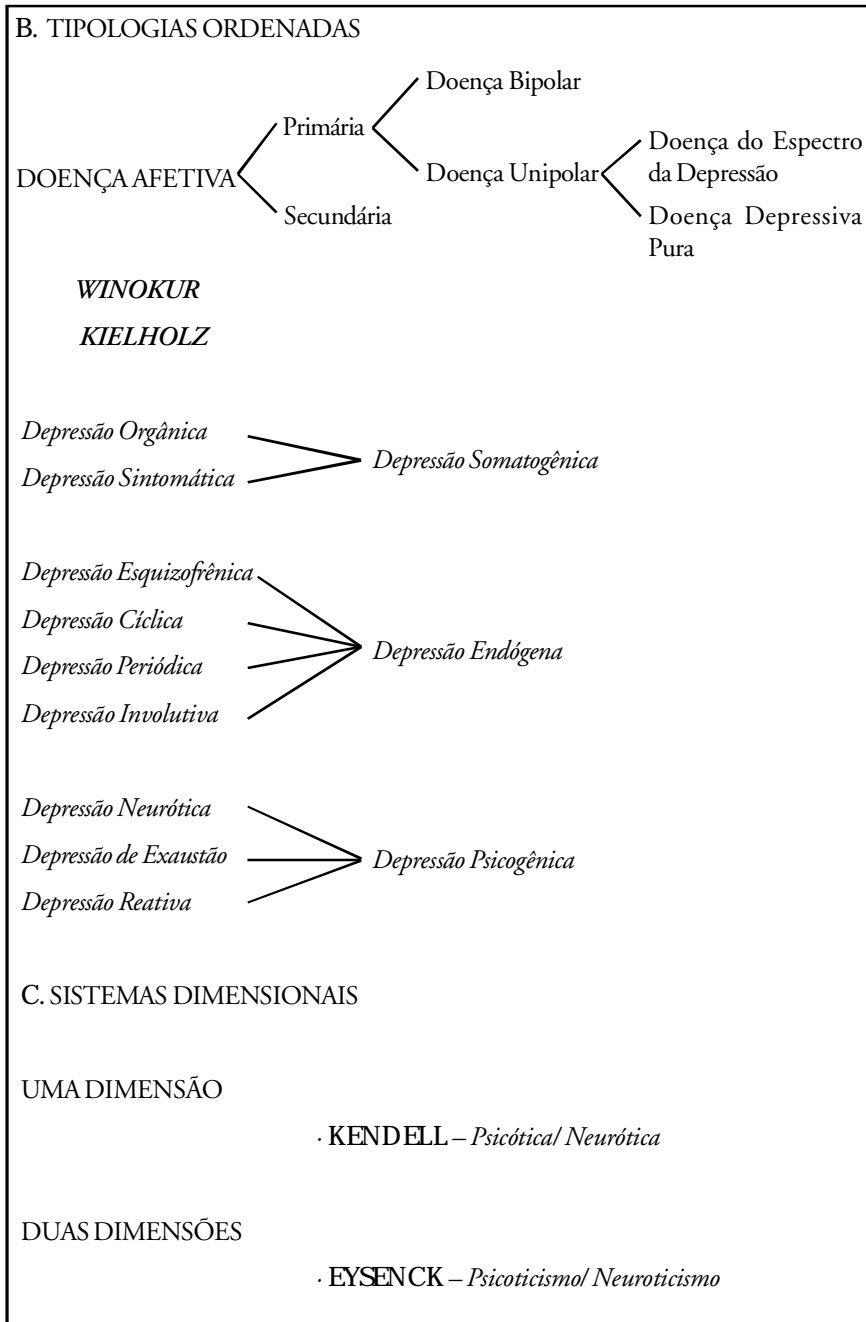 B. TIPOLOGIAS ORDENADAS
Doença Bipolar
Primária
Doença do Espectro
da Depressão
DOENÇA AFETIVA
Doença Unipolar
Secundária
Doença Depressiva
Pura
WINOKUR
KIELHOLZ
Depressão Orgânica
Depressão Somatogênica
Depressão Sintomática
Depressão Esquizofrênica
Depressão Cíclica
Depressão Endógena
Depressão Periódica
Depressão Involutiva
Depressão Neurótica
Depressão de Exaustão
Depressão Psicogênica
Depressão Reativa
C. SISTEMAS DIMENSIONAIS
UMA DIMENSÃO
· KENDELL – Psicótica/ Neurótica
DUAS DIMENSÕES
· EYSENCK – Psicoticismo/ Neuroticismo